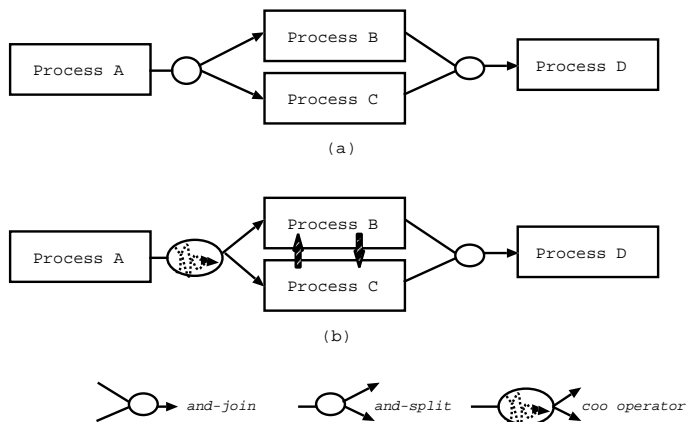 Process A
Process B
Process C
Process D
(a)
Process A
Process B
Process C
Process D
(b)
and-join
and-split
coo operator